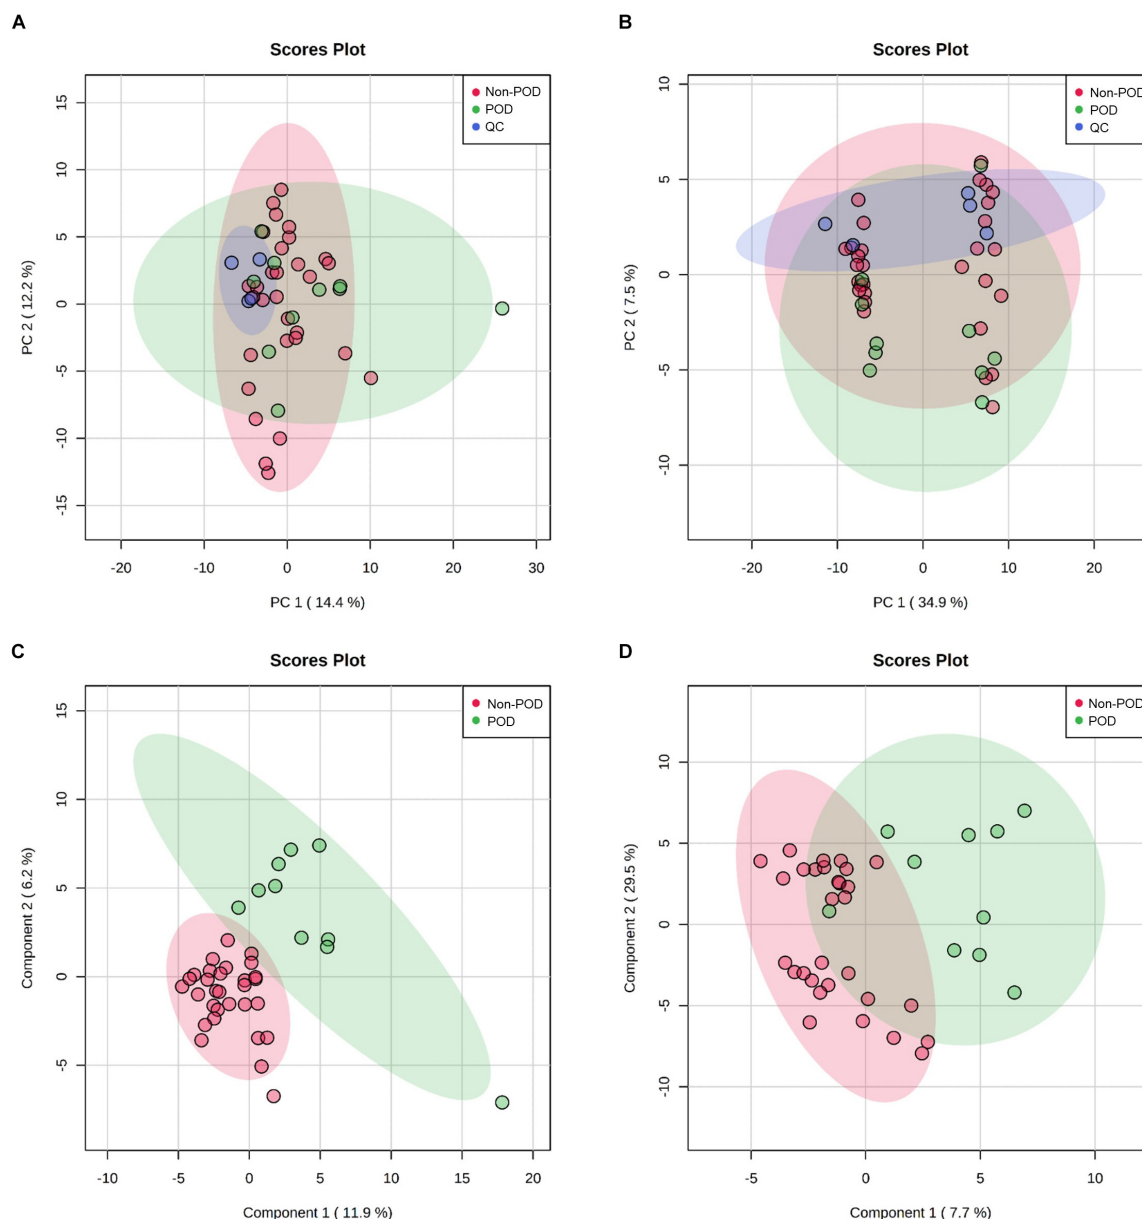 A
Scores Plot
Non-POD
POD
QC
15
10
5
0
-5
-10
-15
PC 2 ( 12.2 %)
-20
-10
0
10
20
30
PC 1 ( 14.4 %)
B
Scores Plot
Non-POD
POD
QC
10
5
0
-5
-10
PC 2 ( 7.5 %)
-20
-10
0
10
20
PC 1 ( 34.9 %)
C
Scores Plot
Non-POD
POD
15
10
5
0
-5
Component 2 ( 6.2 %)
-10
-5
0
5
10
15
20
Component 1 ( 11.9 %)
D
Scores Plot
Non-POD
POD
10
5
0
-5
-10
Component 2 ( 29.5 %)
-5
0
5
10
Component 1 ( 7.7 %)